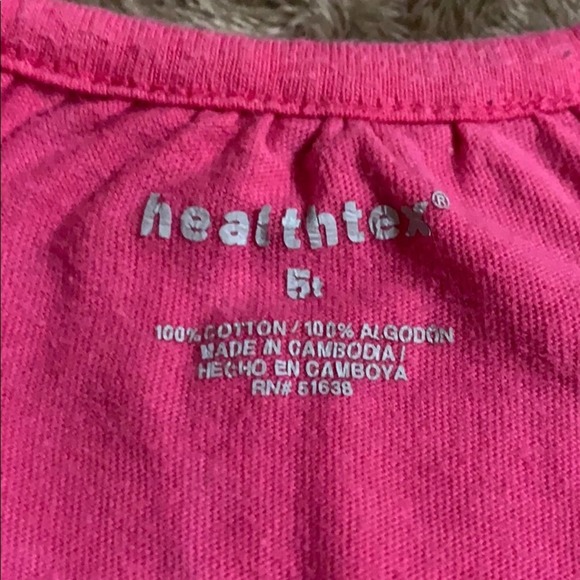 healthtex®
5t
100% COTTON / 100% ALGODON
MADE IN CAMBODIA /
HECHO EN CAMBOYA
RN# 51638